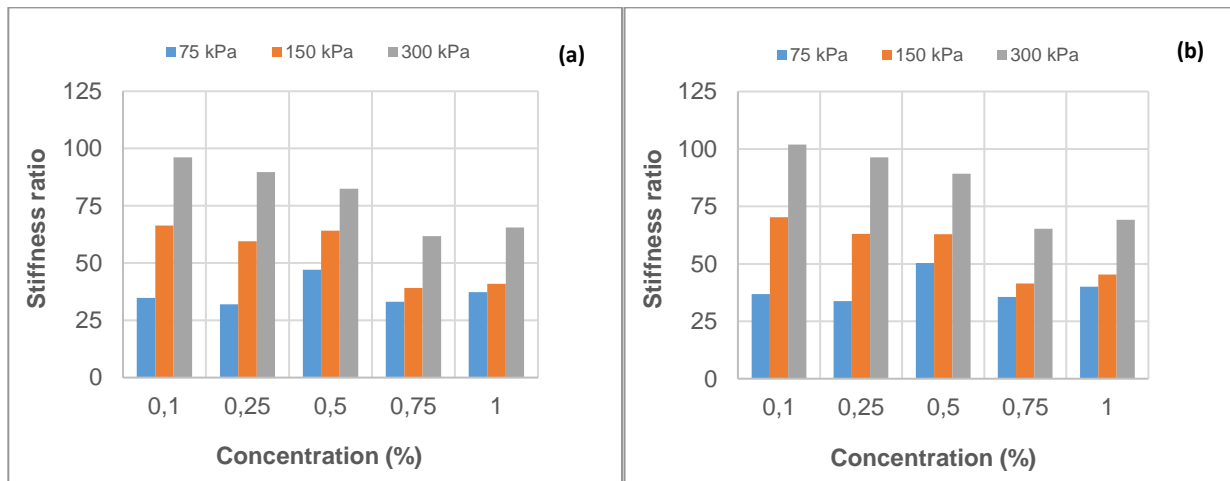 75 kPa 150 kPa 300 kPa (a)
125
100
75
50
25
0
Stiffness ratio
0,1 0,25 0,5 0,75 1
Concentration (%)
75 kPa 150 kPa 300 kPa (b)
125
100
75
50
25
0
Stiffness ratio
0,1 0,25 0,5 0,75 1
Concentration (%)